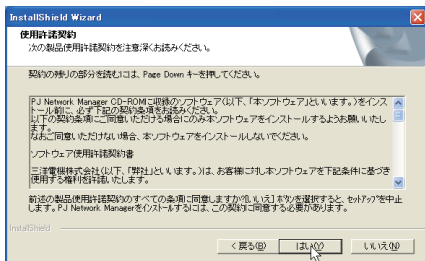 InstallShield Wizard
使用許諾契約
次の製品使用許諾契約を注意深くお読みください。
契約の残りの部分を読むには、Page Down キーを押してください。
PJ Network Manager CD-ROMに収録のソフトウェア(以下、「本ソフトウェア」といいます。)をインス
トール前に、必ず下記の契約条項をお読みください。
以下の契約条項にご同意いただける場合にのみ本ソフトウェアをインストールするようお願いいたし
ます。
なおご同意いただけない場合、本ソフトウェアをインストールしないでください。
ソフトウェア使用許諾契約書
三洋電機株式会社(以下、「弊社」といいます。)は、お客様に対し本ソフトウェアを下記条件に基づき
使用する権利を許諾いたします。
前述の製品使用許諾契約のすべての条項に同意しますか?[いいえ]ボタンを選択すると、セットアップを中止
します。PJ Network Managerをインストールするには、この契約に同意する必要があります。
InstallShield
< 戻る(B)
はい(Y)
いいえ(N)